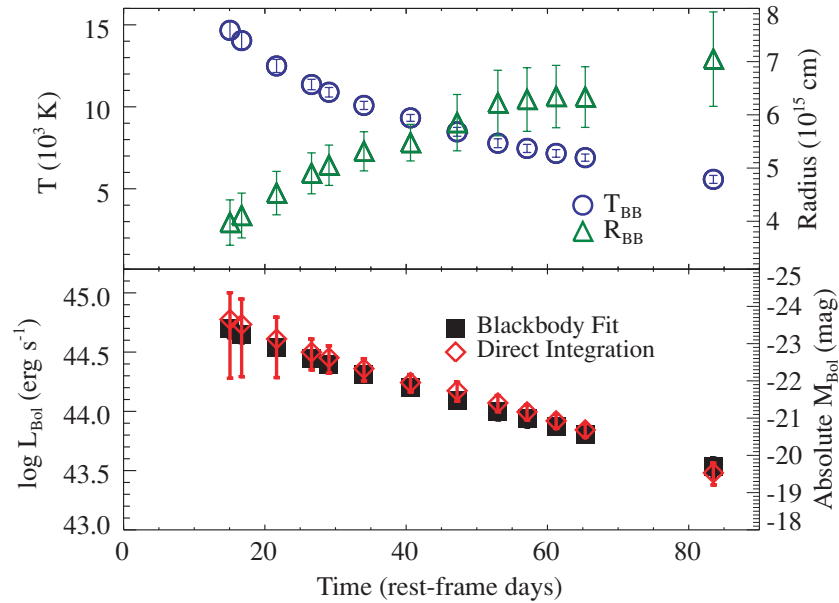 15
10
5
T (10³ K)
8
7
6
5
4
Radius (10¹⁵ cm)
T_BB
R_BB
45.0
44.5
44.0
43.5
43.0
log L_Bol (erg s⁻¹)
-25
-24
-23
-22
-21
-20
-19
-18
Absolute M_Bol (mag)
Blackbody Fit
Direct Integration
0
20
40
60
80
Time (rest-frame days)